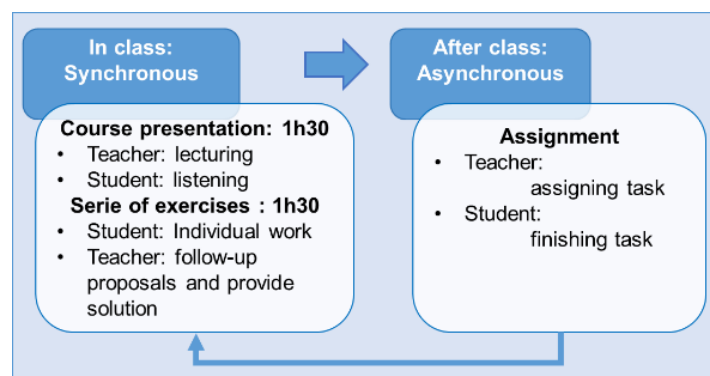 In class:
Synchronous
Course presentation: 1h30
• Teacher: lecturing
• Student: listening
Serie of exercises : 1h30
• Student: Individual work
• Teacher: follow-up
proposals and provide
solution
After class:
Asynchronous
Assignment
• Teacher:
assigning task
• Student:
finishing task